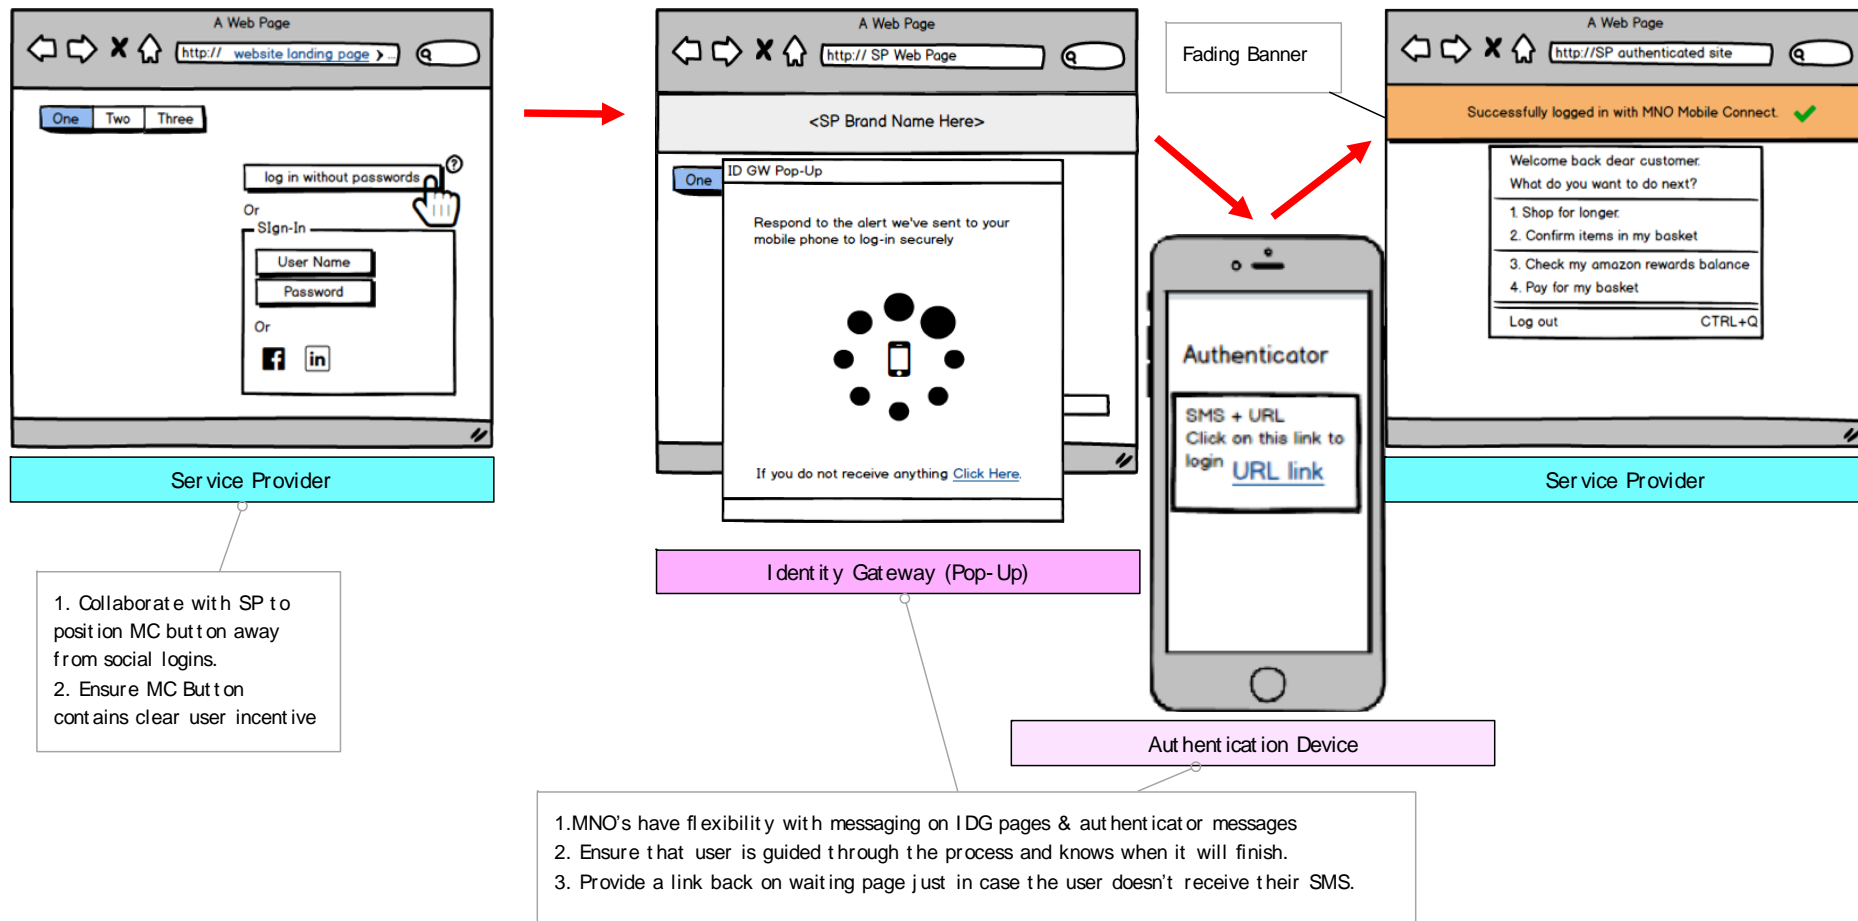 A Web Page
http:// website landing page > ...
One Two Three
log in without passwords
?
Or
SIgn-In
User Name
Password
Or
f in
Service Provider
1. Collaborate with SP to
position MC button away
from social logins.
2. Ensure MC Button
contains clear user incentive
A Web Page
http:// SP Web Page
<SP Brand Name Here>
One
ID GW Pop-Up
Respond to the alert we've sent to your
mobile phone to log-in securely
If you do not receive anything Click Here.
Identity Gateway (Pop-Up)
Authenticator
SMS + URL
Click on this link to
login URL link
Authentication Device
1.MNO's have flexibility with messaging on IDG pages & authenticator messages
2. Ensure that user is guided through the process and knows when it will finish.
3. Provide a link back on waiting page just in case the user doesn't receive their SMS.
Fading Banner
A Web Page
http://SP authenticated site
Successfully logged in with MNO Mobile Connect.
Welcome back dear customer.
What do you want to do next?
1. Shop for longer.
2. Confirm items in my basket
3. Check my amazon rewards balance
4. Pay for my basket
Log out CTRL+Q
Service Provider